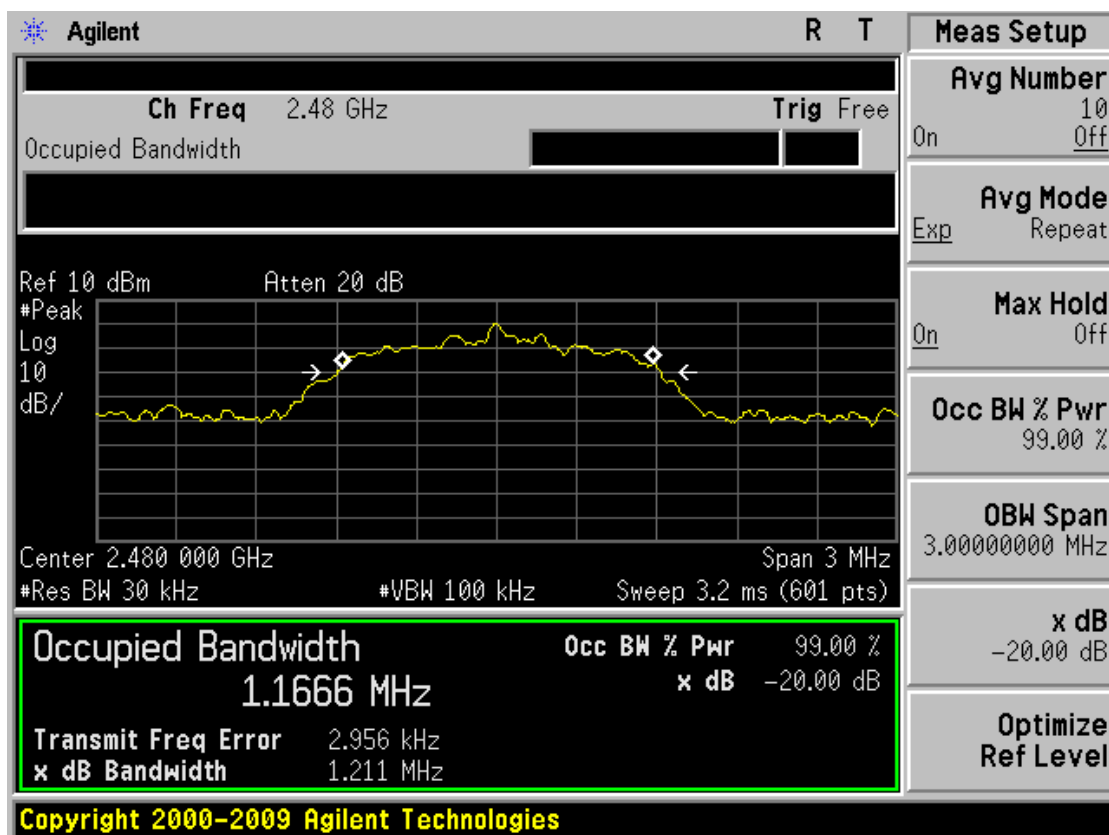 Agilent R T
Ch Freq 2.48 GHz Trig Free
Occupied Bandwidth
Ref 10 dBm Atten 20 dB
#Peak
Log
10
dB/
Center 2.480 000 GHz Span 3 MHz
#Res BW 30 kHz #VBW 100 kHz Sweep 3.2 ms (601 pts)
Occupied Bandwidth Occ BW % Pwr 99.00 %
1.1666 MHz x dB -20.00 dB
Transmit Freq Error 2.956 kHz
x dB Bandwidth 1.211 MHz
Copyright 2000-2009 Agilent Technologies
Meas Setup
Avg Number
10
On Off
Avg Mode
Exp Repeat
Max Hold
On Off
Occ BW % Pwr
99.00 %
OBW Span
3.00000000 MHz
x dB
-20.00 dB
Optimize
Ref Level